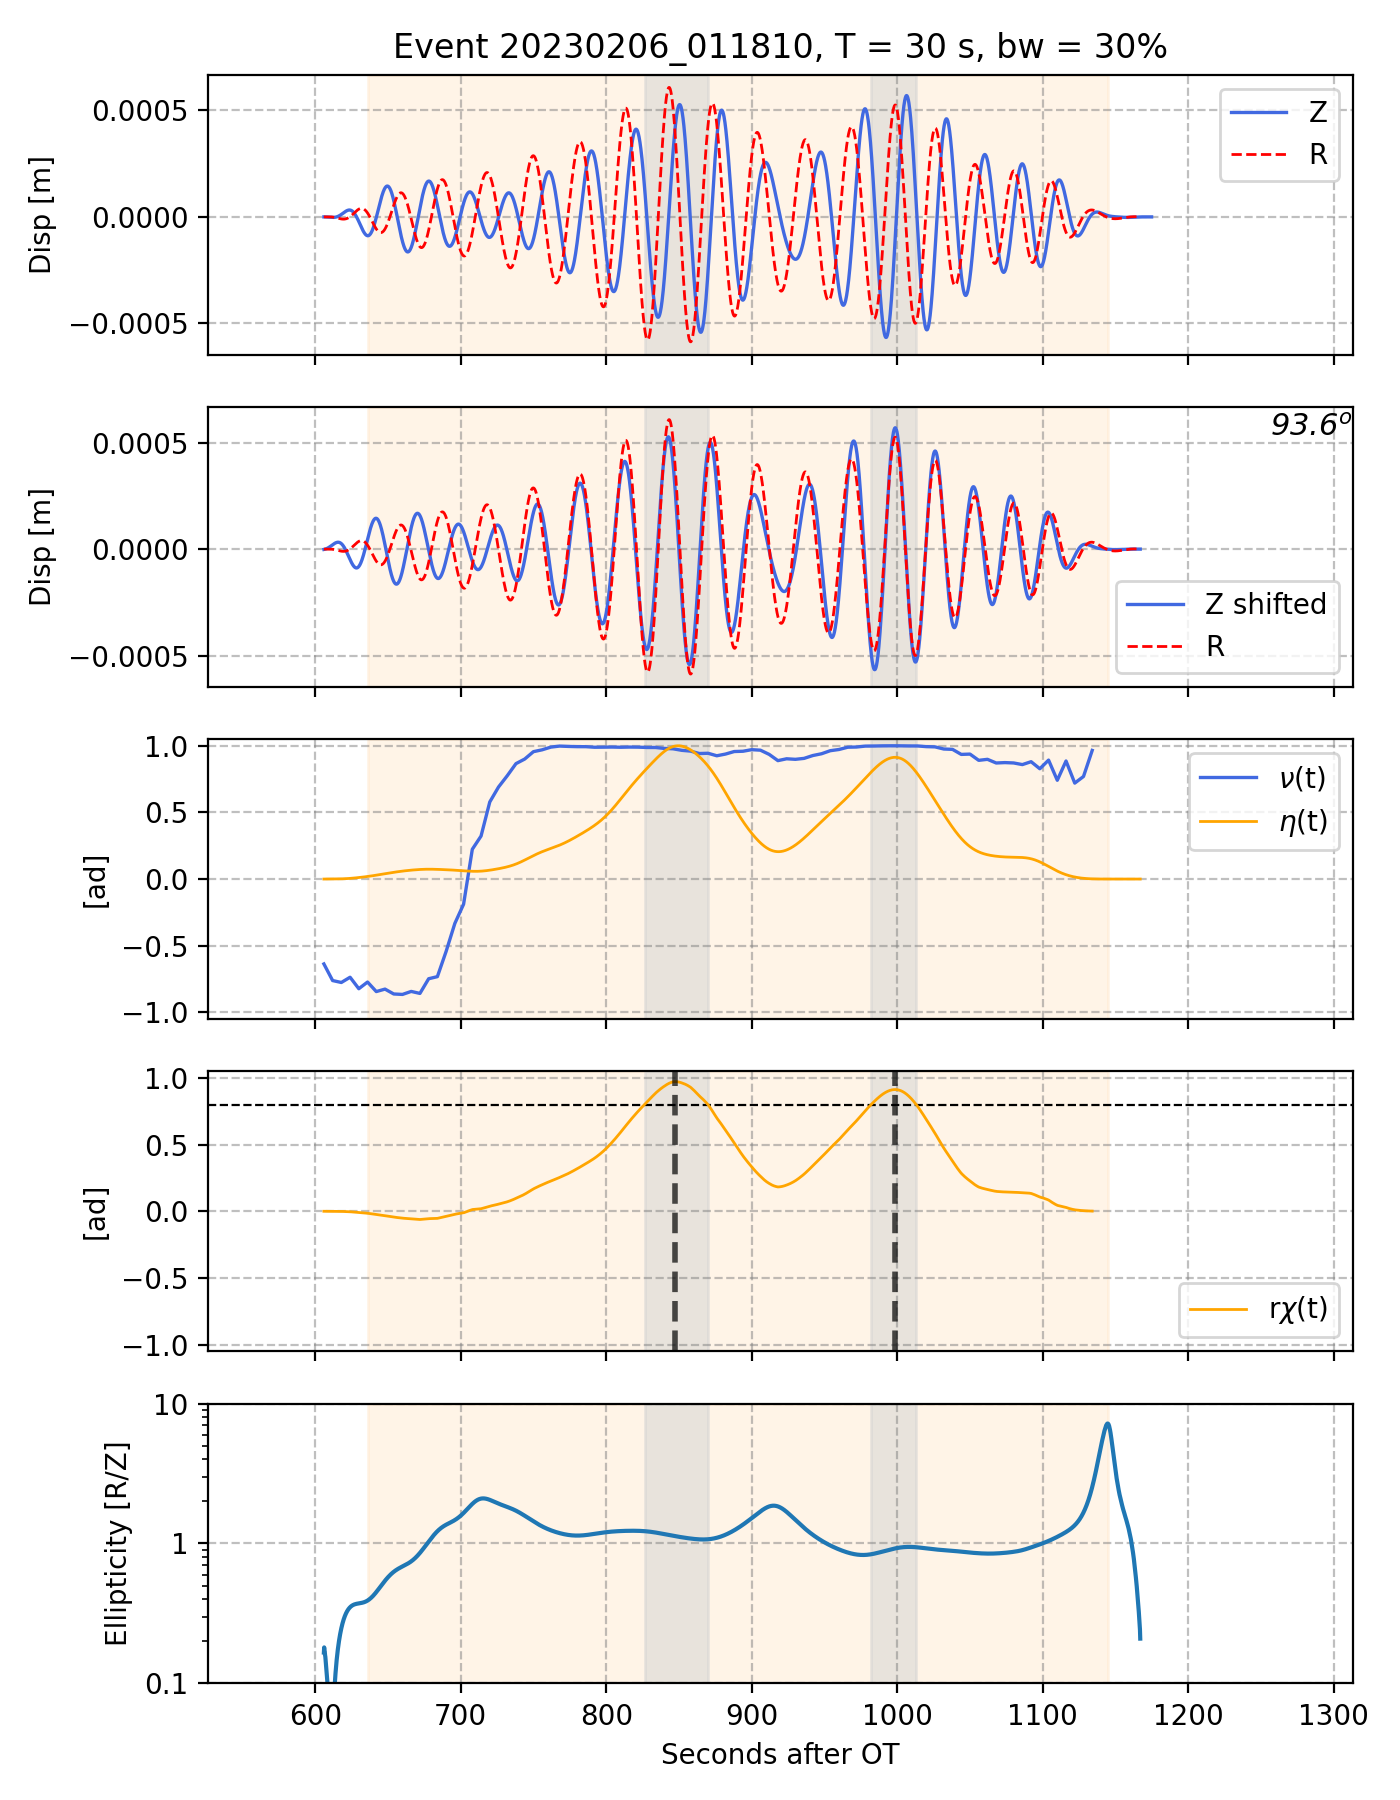 Event 20230206_011810, T = 30 s, bw = 30%
0.0005
0.0000
−0.0005
Disp [m]
Z
R
93.6º
0.0005
0.0000
−0.0005
Disp [m]
Z shifted
R
1.0
0.5
0.0
−0.5
−1.0
[ad]
ν(t)
η(t)
1.0
0.5
0.0
−0.5
−1.0
[ad]
rχ(t)
10
1
0.1
Ellipticity [R/Z]
600 700 800 900 1000 1100 1200 1300
Seconds after OT